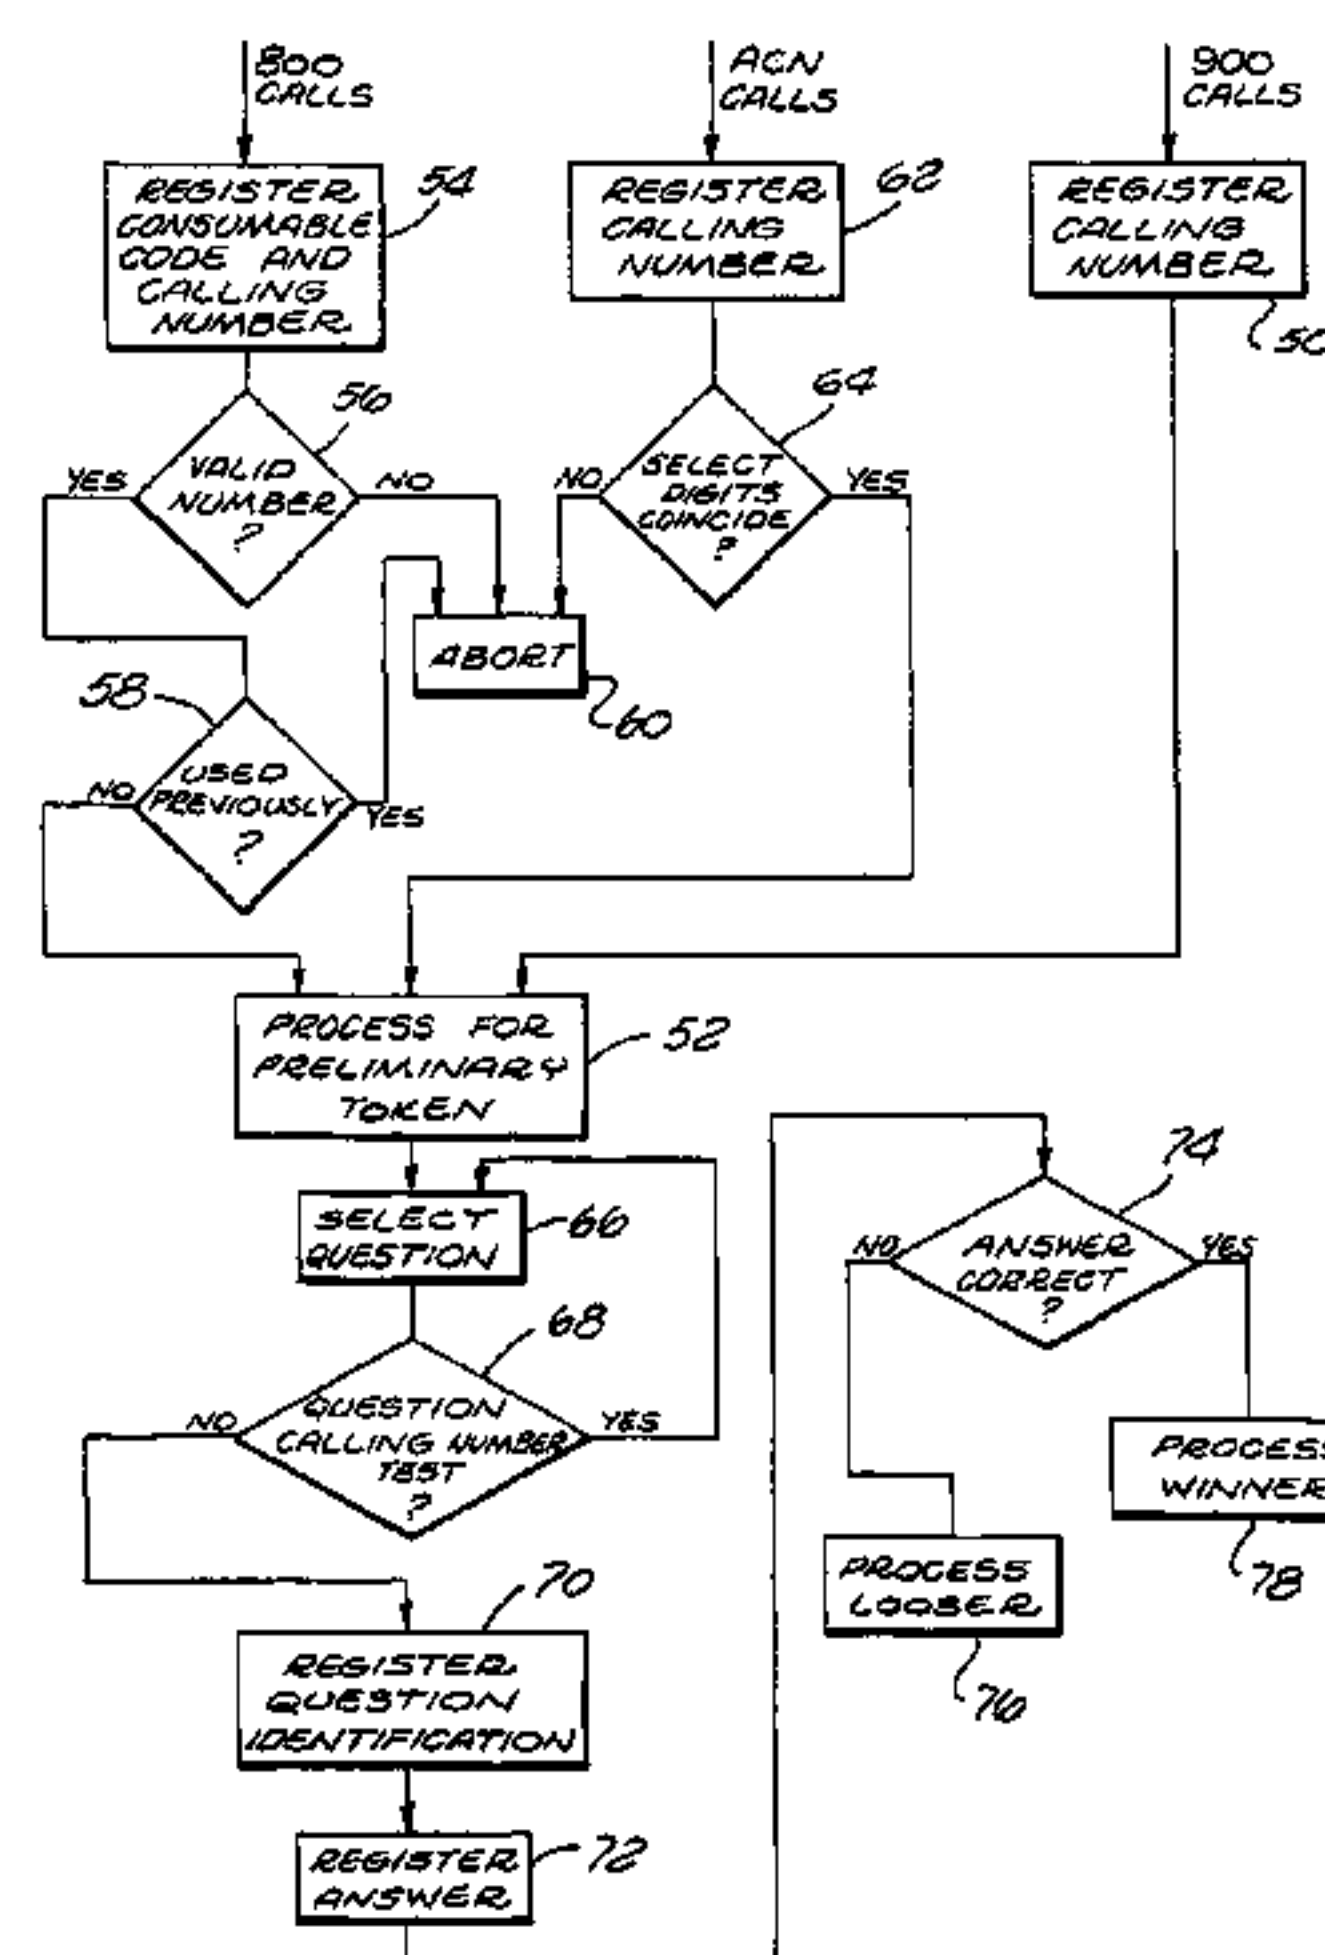 800
CALLS
ACN
CALLS
900
CALLS
REGISTER
CONSUMABLE
CODE AND
CALLING
NUMBER
54
REGISTER
CALLING
NUMBER
62
REGISTER
CALLING
NUMBER
50
VALID
NUMBER
?
56
YES
NO
SELECT
DIGITS
COINCIDE
?
64
NO
YES
ABORT
60
USED
PREVIOUSLY
?
58
NO
YES
PROCESS FOR
PRELIMINARY
TOKEN
52
SELECT
QUESTION
66
QUESTION
CALLING NUMBER
TEST
?
68
NO
YES
REGISTER
QUESTION
IDENTIFICATION
70
REGISTER
ANSWER
72
ANSWER
CORRECT
?
74
NO
YES
PROCESS
WINNER
78
PROCESS
LOOSER
76